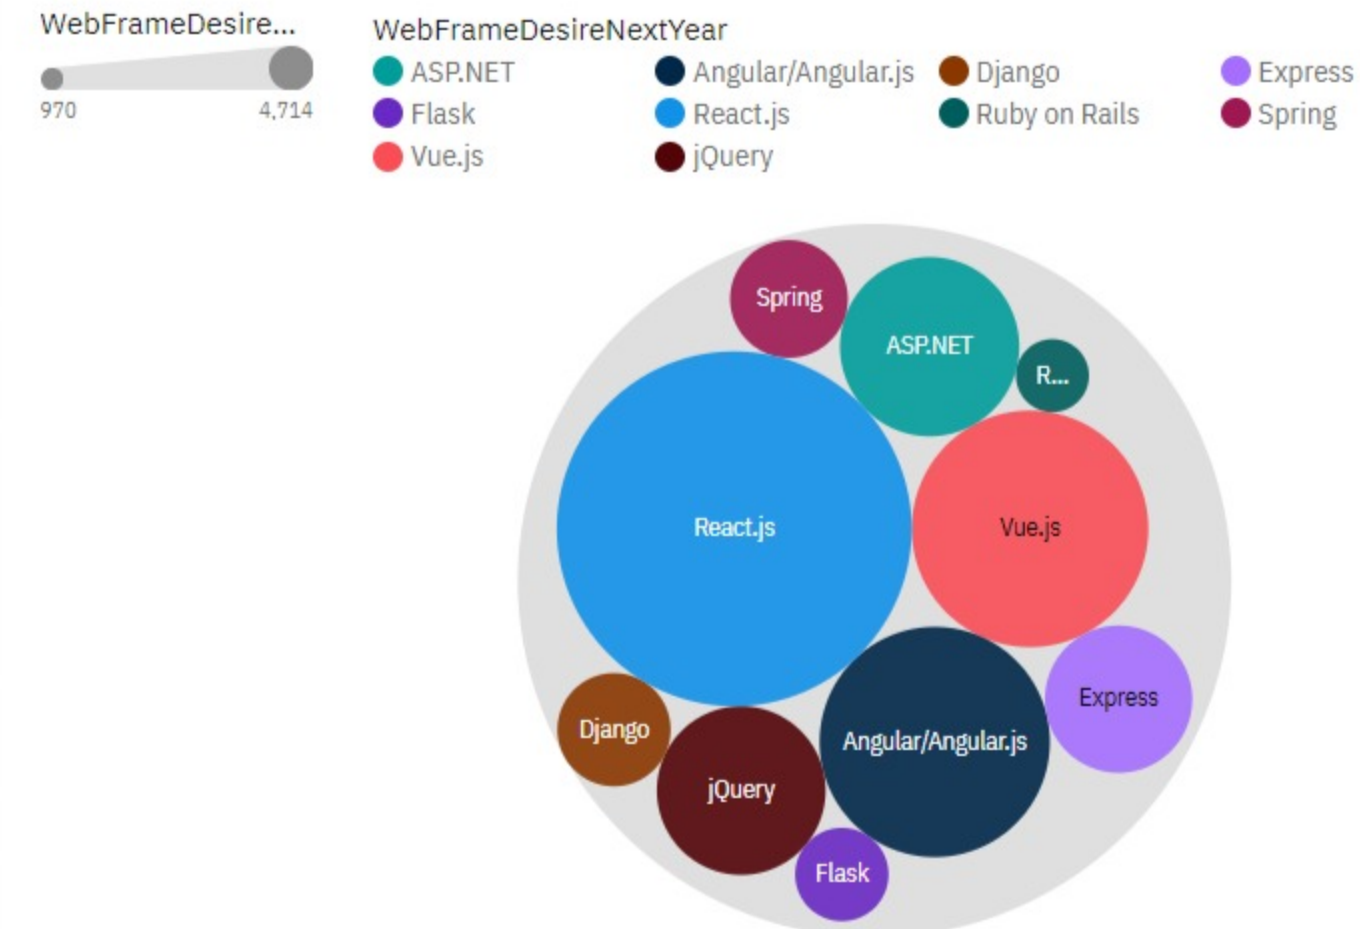 WebFrameDesire...
970 4,714
WebFrameDesireNextYear
ASP.NET Angular/Angular.js Django Express
Flask React.js Ruby on Rails Spring
Vue.js jQuery
Spring
ASP.NET
R...
React.js
Vue.js
Express
Django
Angular/Angular.js
jQuery
Flask